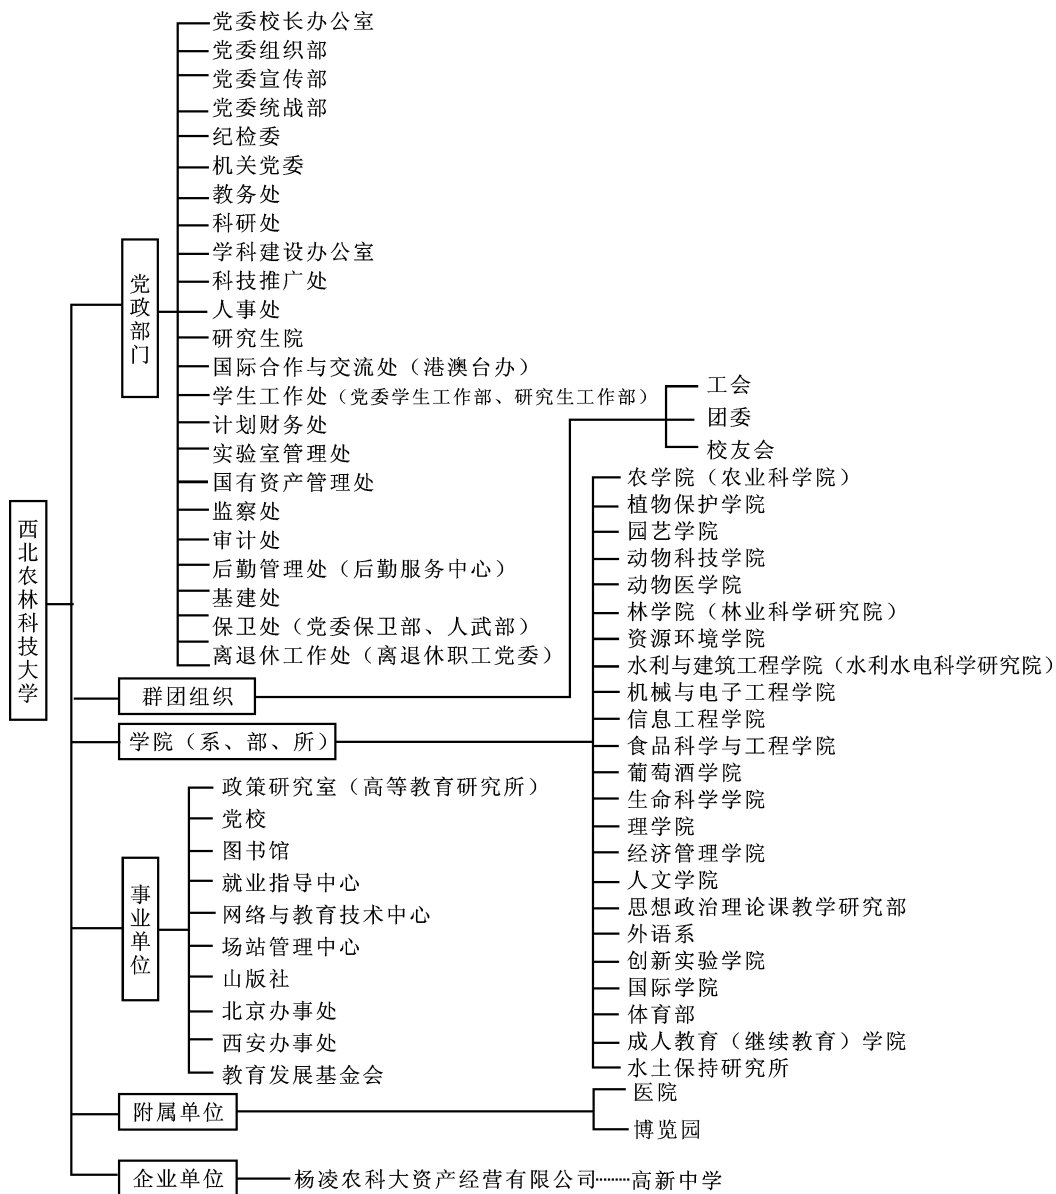 西北农林科技大学
党政部门
党委校长办公室
党委组织部
党委宣传部
党委统战部
纪检委
机关党委
教务处
科研处
学科建设办公室
科技推广处
人事处
研究生院
国际合作与交流处（港澳台办）
学生工作处（党委学生工作部、研究生工作部）
计划财务处
实验室管理处
国有资产管理处
监察处
审计处
后勤管理处（后勤服务中心）
基建处
保卫处（党委保卫部、人武部）
离退休工作处（离退休职工党委）
群团组织
工会
团委
校友会
学院（系、部、所）
农学院（农业科学院）
植物保护学院
园艺学院
动物科技学院
动物医学院
林学院（林业科学研究院）
资源环境学院
水利与建筑工程学院（水利水电科学研究院）
机械与电子工程学院
信息工程学院
食品科学与工程学院
葡萄酒学院
生命科学学院
理学院
经济管理学院
人文学院
思想政治理论课教学研究部
外语系
创新实验学院
国际学院
体育部
成人教育（继续教育）学院
水土保持研究所
事业单位
政策研究室（高等教育研究所）
党校
图书馆
就业指导中心
网络与教育技术中心
场站管理中心
山版社
北京办事处
西安办事处
教育发展基金会
附属单位
医院
博览园
企业单位
杨凌农科大资产经营有限公司………高新中学